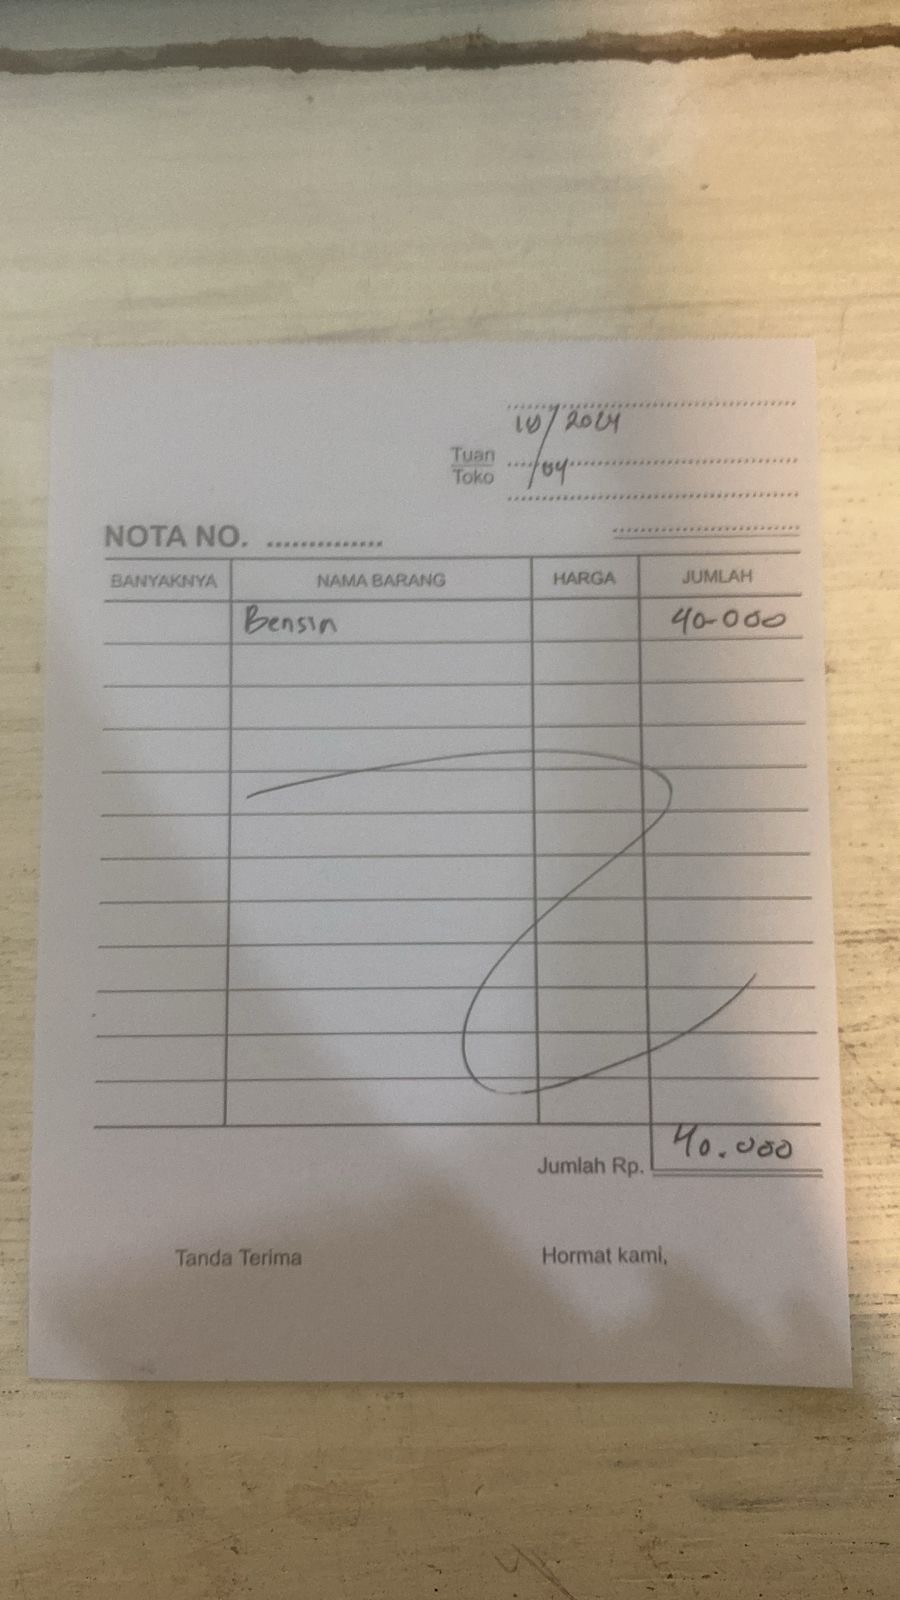 10/2024
Tuan
Toko
/04
NOTA NO. ..............
BANYAKNYA NAMA BARANG HARGA JUMLAH
Bensin 40-000
Jumlah Rp. 40.000
Tanda Terima Hormat kami,